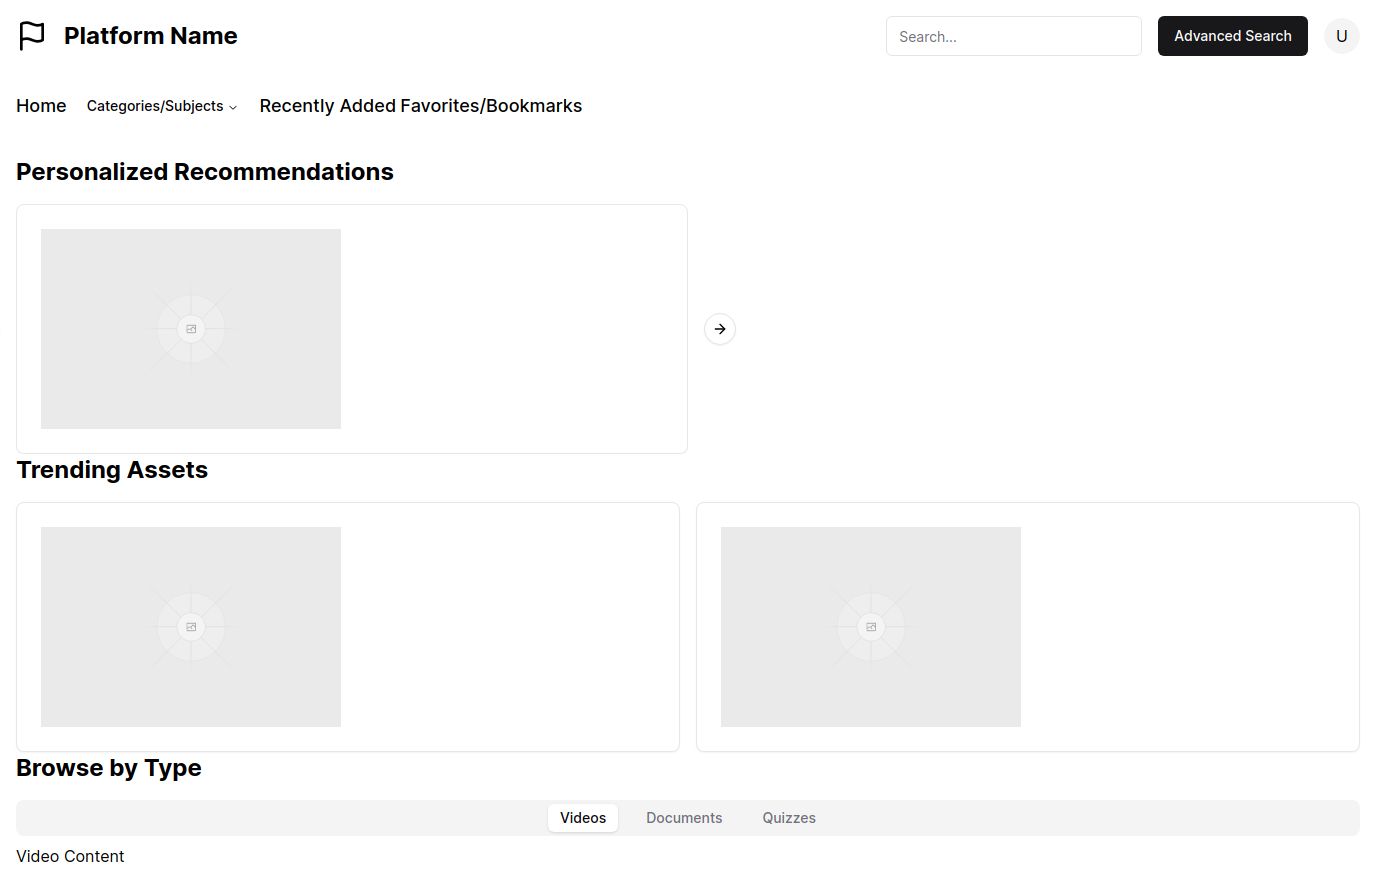 Platform Name
Search...
Advanced Search
U
Home
Categories/Subjects
Recently Added Favorites/Bookmarks
Personalized Recommendations
Trending Assets
Browse by Type
Videos
Documents
Quizzes
Video Content